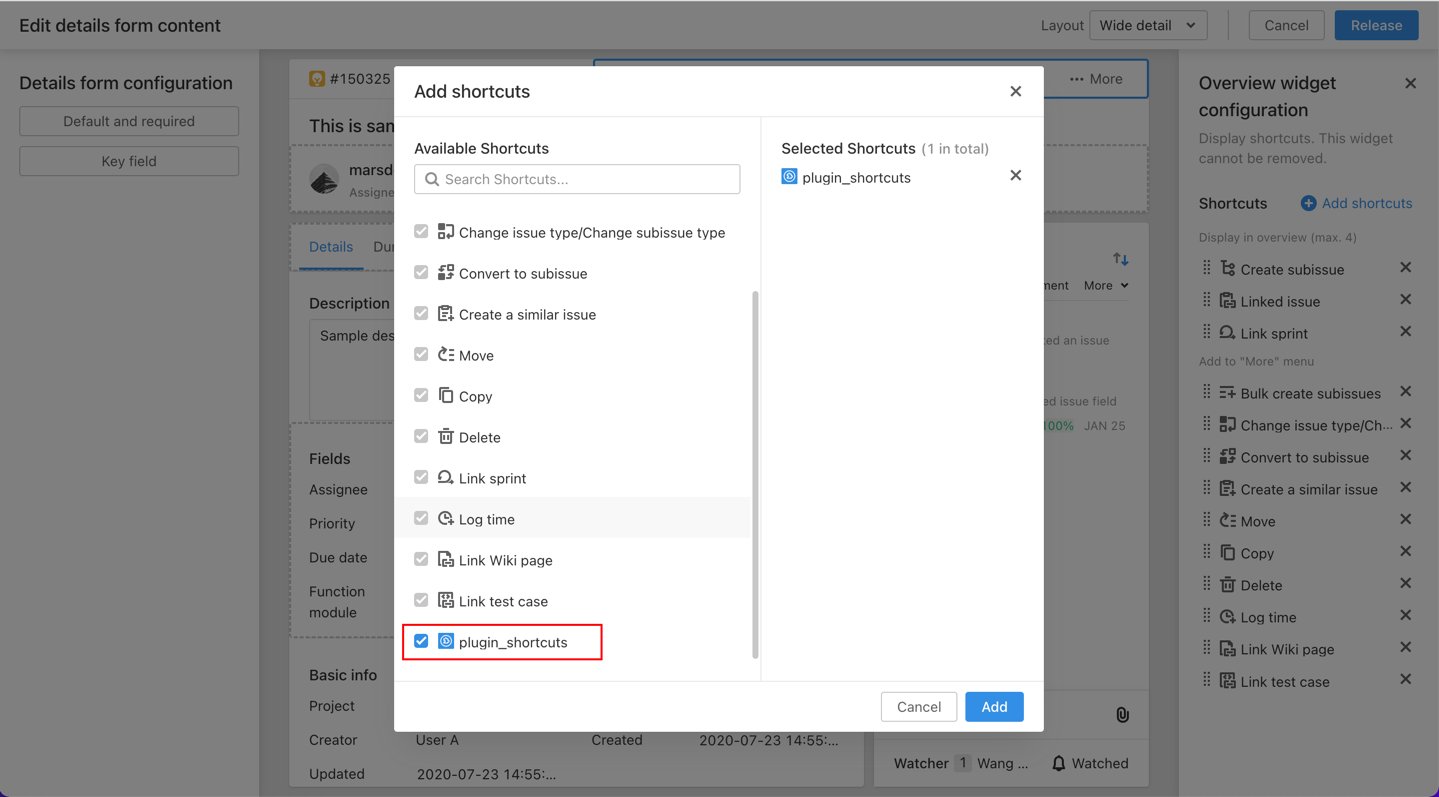 Edit details form content
Layout
Wide detail
Cancel
Release
Details form configuration
Default and required
Key field
#150325
More
This is sam
marsd
Assigne
Details
Du
Description
Sample des
Fields
Assignee
Priority
Due date
Function
module
Basic info
Project
Creator
User A
Created
2020-07-23 14:55:...
Updated
2020-07-23 14:55:...
Add shortcuts
Available Shortcuts
Search Shortcuts...
Change issue type/Change subissue type
Convert to subissue
Create a similar issue
Move
Copy
Delete
Link sprint
Log time
Link Wiki page
Link test case
plugin_shortcuts
Selected Shortcuts (1 in total)
plugin_shortcuts
Cancel
Add
ment
More
ked an issue
ed issue field
100% JAN 25
Watcher 1 Wang ...
Watched
Overview widget
configuration
Display shortcuts. This widget
cannot be removed.
Shortcuts
Add shortcuts
Display in overview (max. 4)
Create subissue
Linked issue
Link sprint
Add to "More" menu
Bulk create subissues
Change issue type/Ch...
Convert to subissue
Create a similar issue
Move
Copy
Delete
Log time
Link Wiki page
Link test case